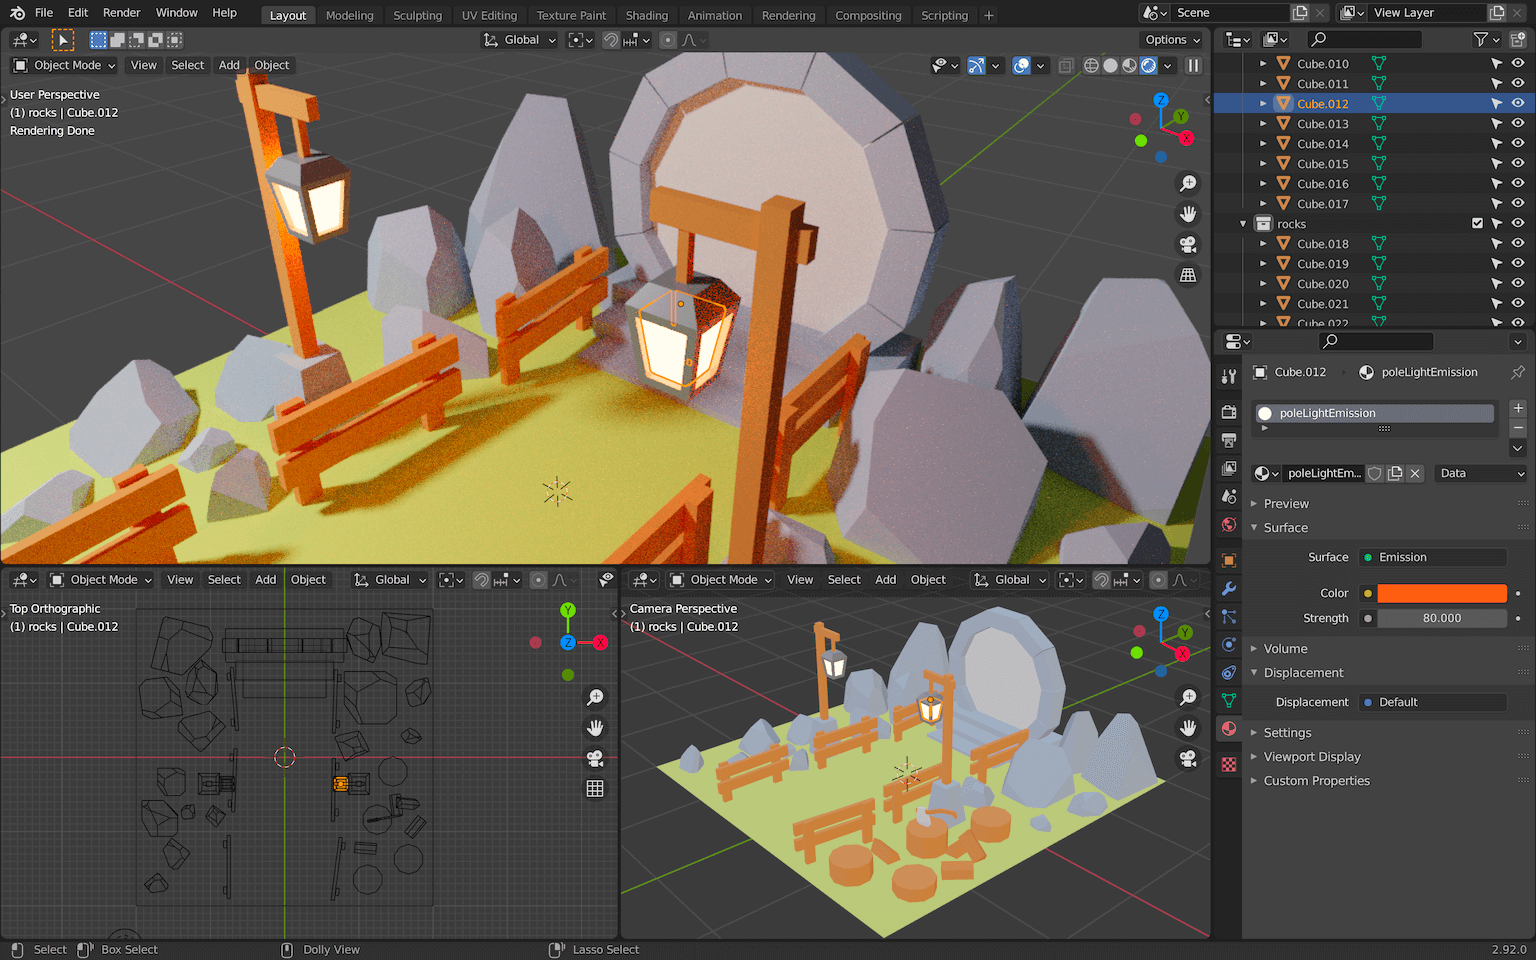 File Edit Render Window Help Layout Modeling Sculpting UV Editing Texture Paint Shading Animation Rendering Compositing Scripting + Scene View Layer
Global Options
Object Mode View Select Add Object
User Perspective
(1) rocks | Cube.012
Rendering Done
Z
Y
X
Cube.010
Cube.011
Cube.012
Cube.013
Cube.014
Cube.015
Cube.016
Cube.017
rocks
Cube.018
Cube.019
Cube.020
Cube.021
Cube.022
Cube.012 poleLightEmission
poleLightEmission
poleLightEm... Data
Preview
Surface
Surface Emission
Color
Strength 80.000
Volume
Displacement
Displacement Default
Settings
Viewport Display
Custom Properties
Object Mode View Select Add Object Global
Top Orthographic
(1) rocks | Cube.012
Y
Z X
Object Mode View Select Add Object Global
Camera Perspective
(1) rocks | Cube.012
Z
Y
X
Select Box Select Dolly View Lasso Select 2.92.0